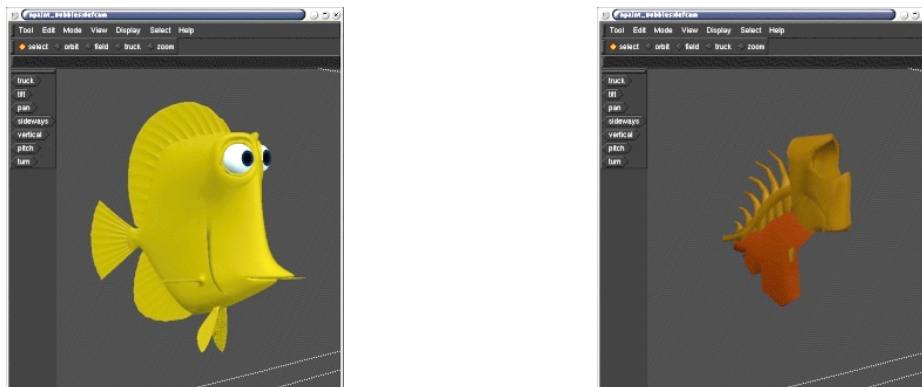 Tool Edit Mode View Display Select Help
select orbit field truck zoom
truck
tilt
pan
sideways
vertical
pitch
turn
Tool Edit Mode View Display Select Help
select orbit field truck zoom
truck
tilt
pan
sideways
vertical
pitch
turn